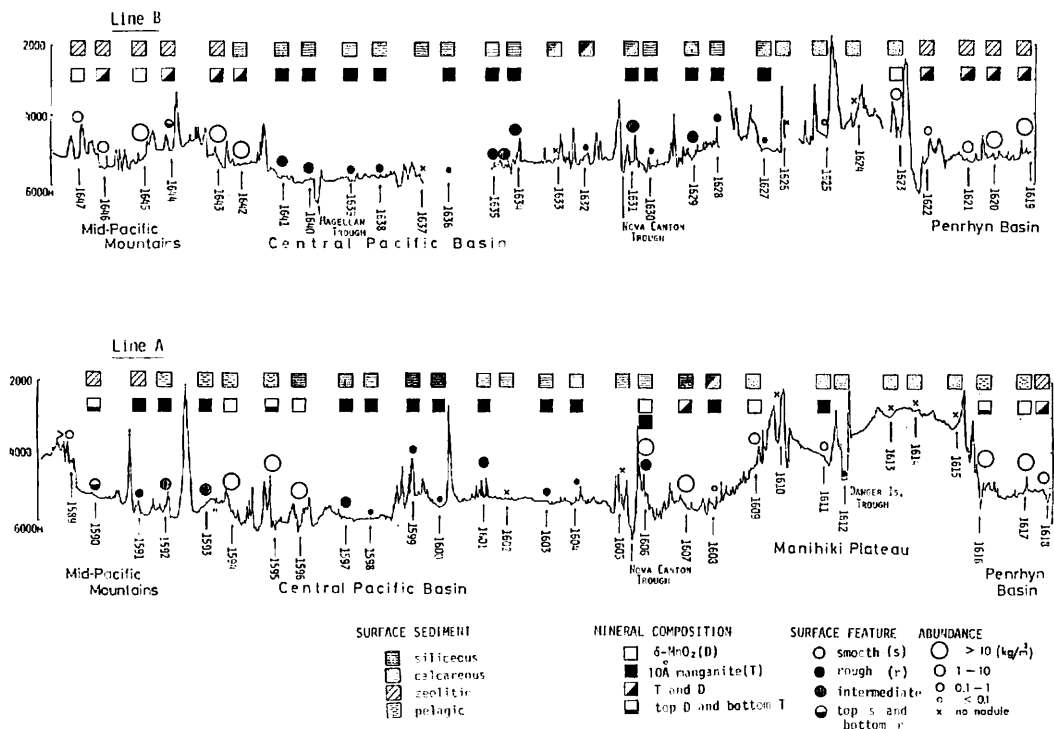 Line B
2000
4000
6000
1647
1646
1645
1644
1643
1642
1641
1640
1639
1638
1637
1636
1635
1634
1633
1632
1631
1630
1629
1628
1627
1626
1625
1624
1623
1622
1621
1620
1619
MAGELLAN
TROUGH
NOVA CANTON
TROUGH
Mid-Pacific
Mountains
Central Pacific Basin
Penrhyn Basin
Line A
2000
4000
6000M
1589
1590
1591
1592
1593
1594
1595
1596
1597
1598
1599
1600
1601
1602
1603
1604
1605
1606
1607
1608
1609
1610
1611
1612
1613
1614
1615
1616
1617
1618
NOVA CANTON
TROUGH
DANGER IS.
TROUGH
Mid-Pacific
Mountains
Central Pacific Basin
Manihiki Plateau
Penrhyn
Basin
SURFACE SEDIMENT
siliceous
calcareous
zeolitic
pelagic
MINERAL COMPOSITION
δ-MnO₂(D)
10Å manganite(T)
T and D
top D and bottom T
SURFACE FEATURE
smooth (s)
rough (r)
intermediate
top s and
bottom r
ABUNDANCE
> 10 (kg/m²)
1 – 10
0.1 – 1
< 0.1
x no nodule